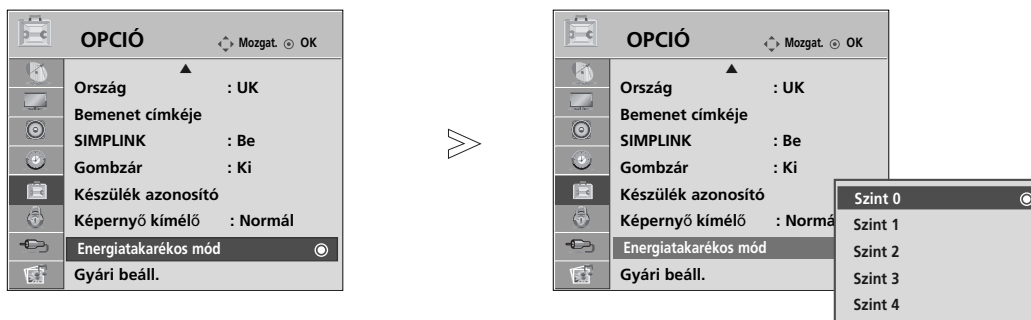 OPCIÓ Mozgat. OK
Ország : UK
Bemenet címkéje
SIMPLINK : Be
Gombzár : Ki
Készülék azonosító
Képernyő kímélő : Normál
Energiatakarékos mód
Gyári beáll.
OPCIÓ Mozgat. OK
Ország : UK
Bemenet címkéje
SIMPLINK : Be
Gombzár : Ki
Készülék azonosító
Képernyő kímélő : Normá
Energiatakarékos mód
Gyári beáll.
Szint 0
Szint 1
Szint 2
Szint 3
Szint 4